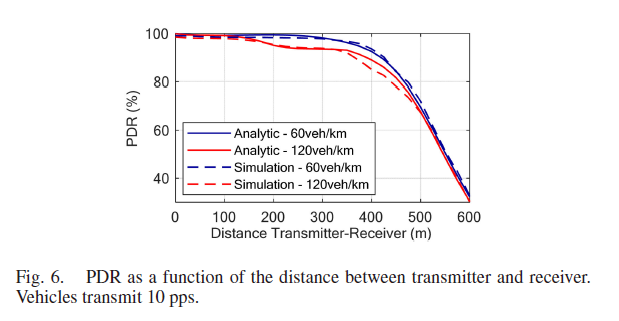 100
80
60
40
PDR (%)
Analytic - 60veh/km
Analytic - 120veh/km
Simulation - 60veh/km
Simulation - 120veh/km
0 100 200 300 400 500 600
Distance Transmitter-Receiver (m)
Fig. 6. PDR as a function of the distance between transmitter and receiver.
Vehicles transmit 10 pps.